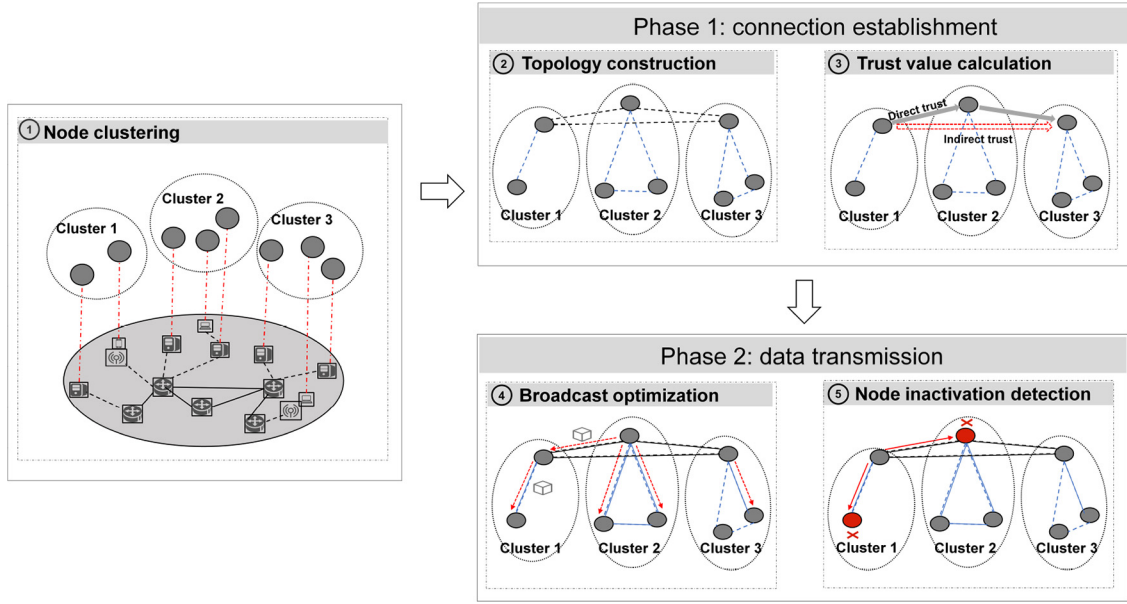 1 Node clustering
Cluster 1
Cluster 2
Cluster 3
Phase 1: connection establishment
2 Topology construction
Cluster 1
Cluster 2
Cluster 3
3 Trust value calculation
Direct trust
Indirect trust
Cluster 1
Cluster 2
Cluster 3
Phase 2: data transmission
4 Broadcast optimization
Cluster 1
Cluster 2
Cluster 3
5 Node inactivation detection
Cluster 1
Cluster 2
Cluster 3